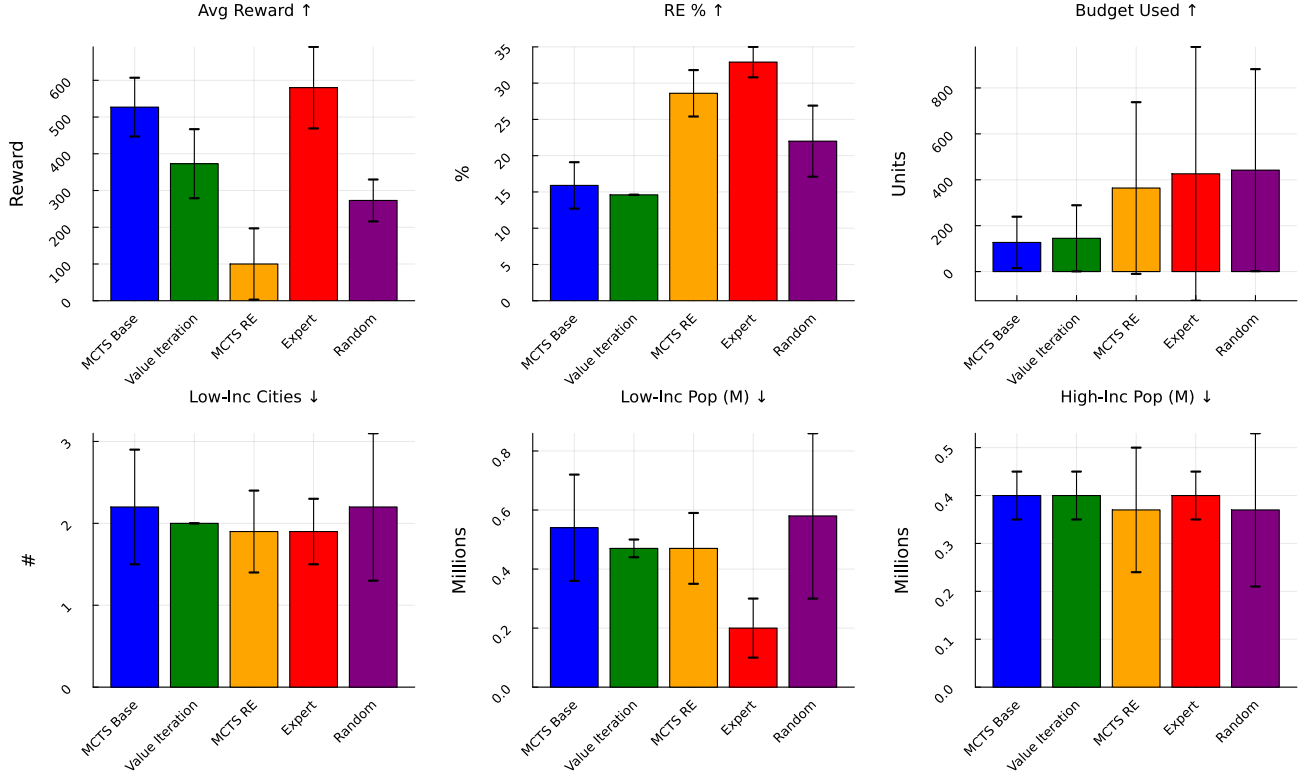 Avg Reward ↑
Reward
600
500
400
300
200
100
0
MCTS Base
Value Iteration
MCTS RE
Expert
Random
RE % ↑
%
35
30
25
20
15
10
5
0
MCTS Base
Value Iteration
MCTS RE
Expert
Random
Budget Used ↑
Units
800
600
400
200
0
MCTS Base
Value Iteration
MCTS RE
Expert
Random
Low-Inc Cities ↓
#
3
2
1
0
MCTS Base
Value Iteration
MCTS RE
Expert
Random
Low-Inc Pop (M) ↓
Millions
0.8
0.6
0.4
0.2
0.0
MCTS Base
Value Iteration
MCTS RE
Expert
Random
High-Inc Pop (M) ↓
Millions
0.5
0.4
0.3
0.2
0.1
0.0
MCTS Base
Value Iteration
MCTS RE
Expert
Random